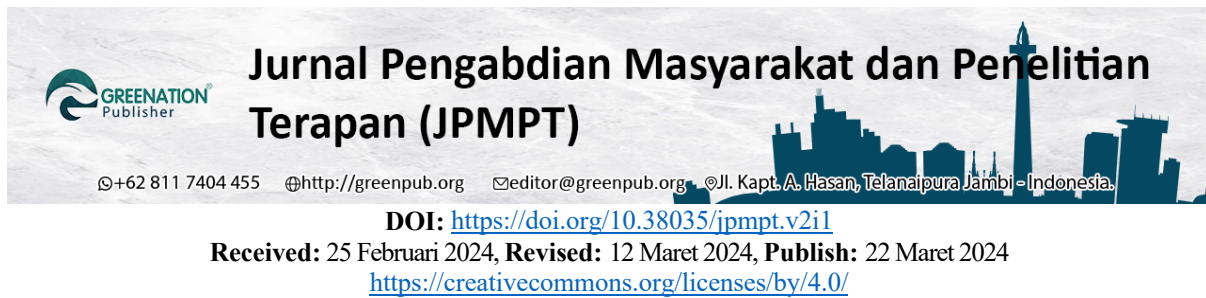 Jurnal Pengabdian Masyarakat dan Penelitian
Terapan (JPMPT)
GREENATION®
Publisher
+62 811 7404 455 http://greenpub.org editor@greenpub.org Jl. Kapt. A. Hasan, Telanaipura Jambi - Indonesia.
DOI: https://doi.org/10.38035/jpmpt.v2i1
Received: 25 Februari 2024, Revised: 12 Maret 2024, Publish: 22 Maret 2024
https://creativecommons.org/licenses/by/4.0/